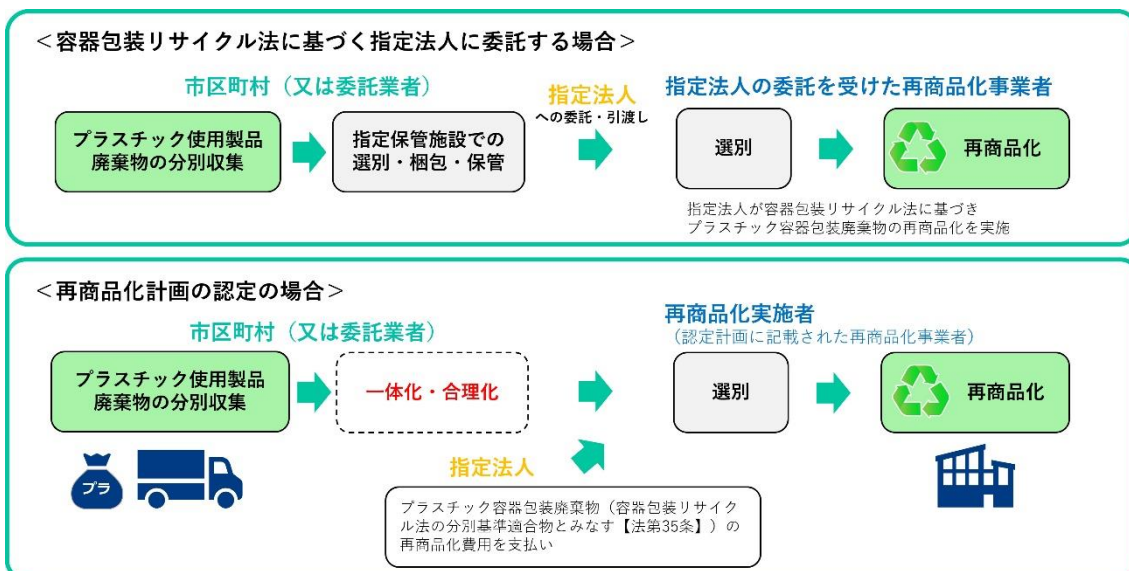 ＜容器包装リサイクル法に基づく指定法人に委託する場合＞
市区町村（又は委託業者）
プラスチック使用製品
廃棄物の分別収集
指定保管施設での
選別・梱包・保管
指定法人
への委託・引渡し
指定法人の委託を受けた再商品化事業者
選別
再商品化
指定法人が容器包装リサイクル法に基づき
プラスチック容器包装廃棄物の再商品化を実施
＜再商品化計画の認定の場合＞
市区町村（又は委託業者）
プラスチック使用製品
廃棄物の分別収集
一体化・合理化
再商品化実施者
（認定計画に記載された再商品化事業者）
選別
再商品化
プラ
指定法人
プラスチック容器包装廃棄物（容器包装リサイク
ル法の分別基準適合物とみなす【法第35条】）の
再商品化費用を支払い